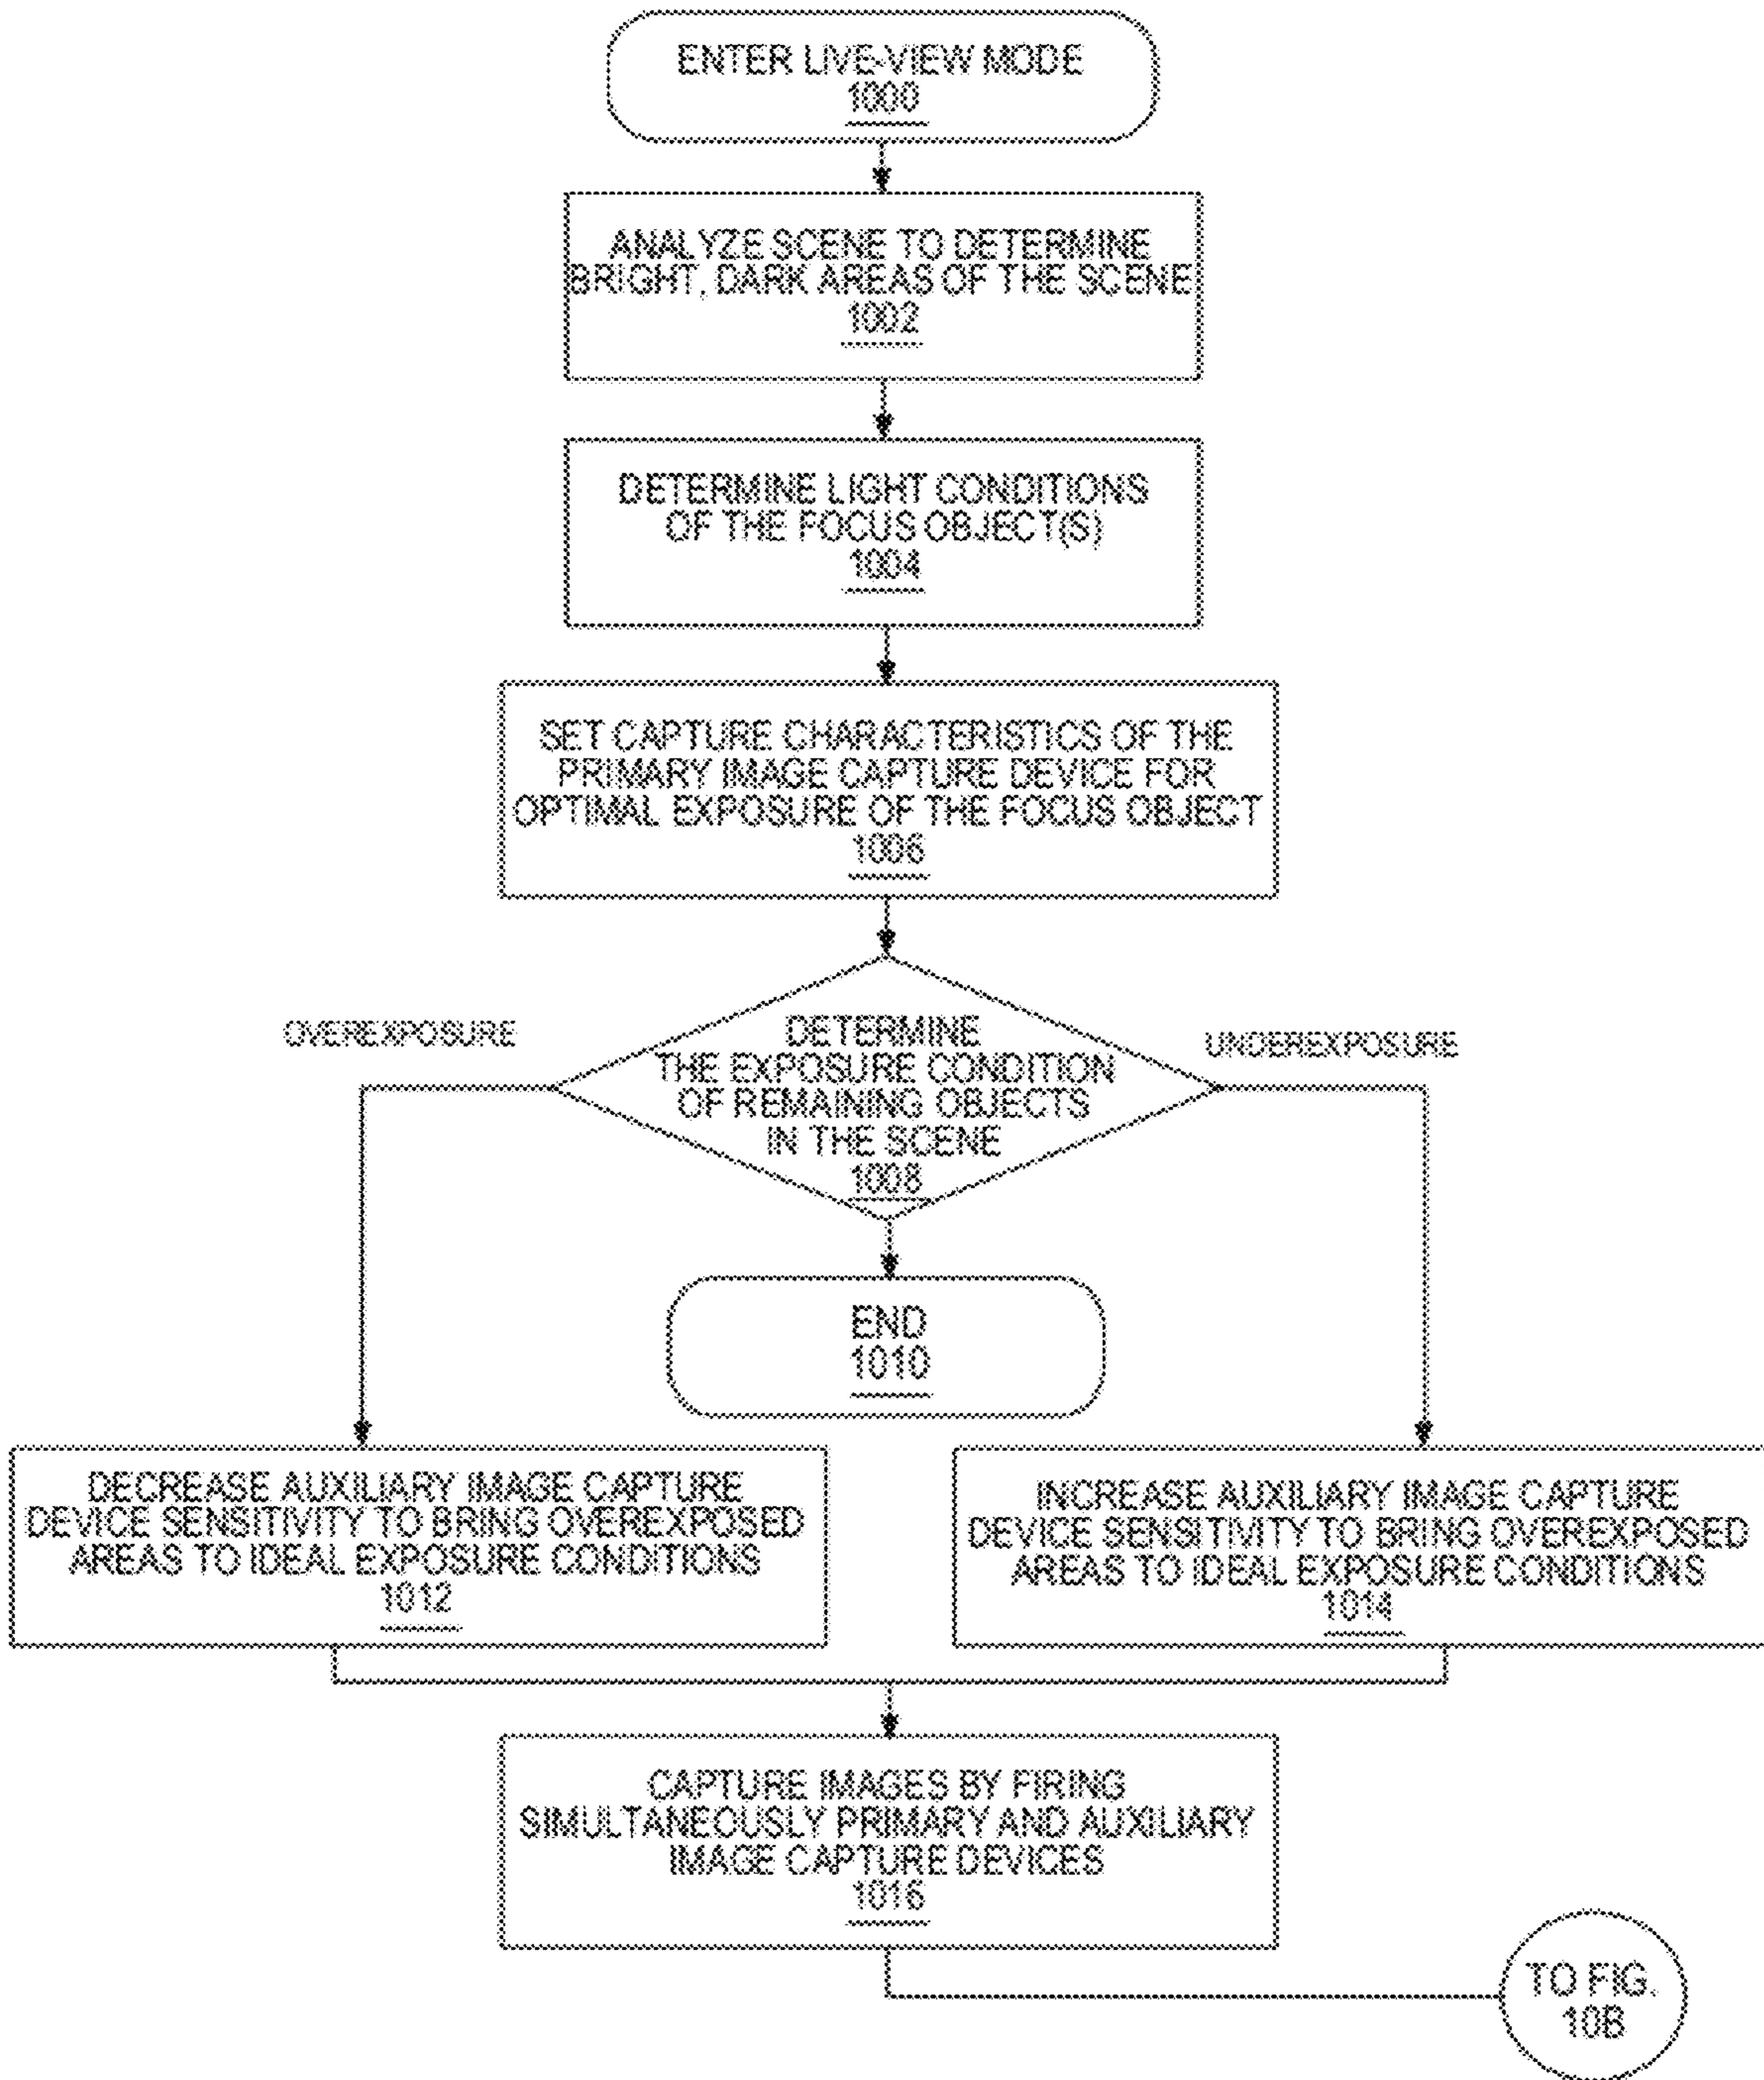 ENTER LIVE-VIEW MODE
1000
ANALYZE SCENE TO DETERMINE
BRIGHT, DARK AREAS OF THE SCENE
1002
DETERMINE LIGHT CONDITIONS
OF THE FOCUS OBJECT(S)
1004
SET CAPTURE CHARACTERISTICS OF THE
PRIMARY IMAGE CAPTURE DEVICE FOR
OPTIMAL EXPOSURE OF THE FOCUS OBJECT
1006
OVEREXPOSURE
DETERMINE
THE EXPOSURE CONDITION
OF REMAINING OBJECTS
IN THE SCENE
1008
UNDEREXPOSURE
END
1010
DECREASE AUXILIARY IMAGE CAPTURE
DEVICE SENSITIVITY TO BRING OVEREXPOSED
AREAS TO IDEAL EXPOSURE CONDITIONS
1012
INCREASE AUXILIARY IMAGE CAPTURE
DEVICE SENSITIVITY TO BRING OVEREXPOSED
AREAS TO IDEAL EXPOSURE CONDITIONS
1014
CAPTURE IMAGES BY FIRING
SIMULTANEOUSLY PRIMARY AND AUXILIARY
IMAGE CAPTURE DEVICES
1016
TO FIG.
10B